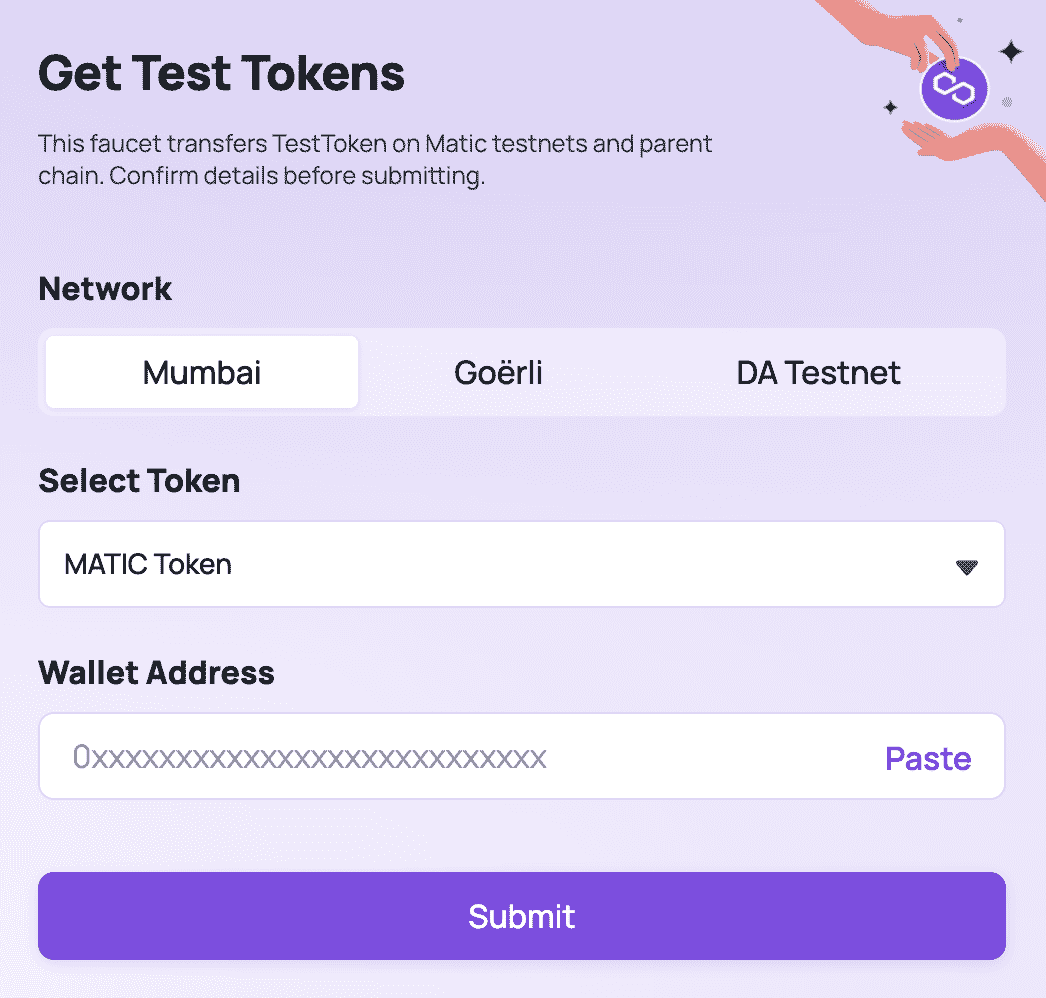 Get Test Tokens
This faucet transfers TestToken on Matic testnets and parent
chain. Confirm details before submitting.
Network
Mumbai Goërli DA Testnet
Select Token
MATIC Token
Wallet Address
0xxxxxxxxxxxxxxxxxxxxxxxxxxx Paste
Submit